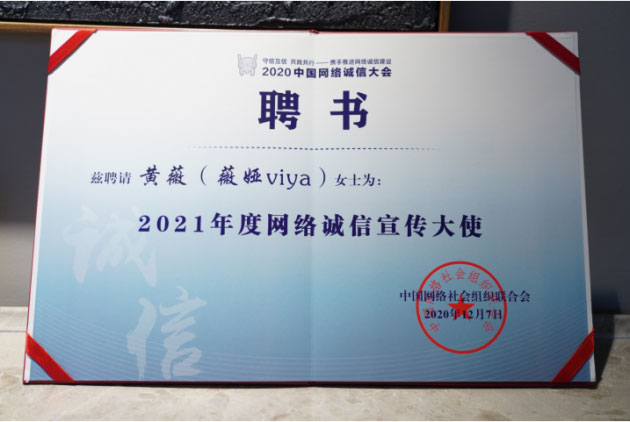 守信互信 共践共行——携手推进网络诚信建设
2020中国网络诚信大会
聘书
兹聘请 黄薇（薇娅viya）女士为：
2021年度网络诚信宣传大使
诚信
中国网络社会组织联合会
2020年12月7日